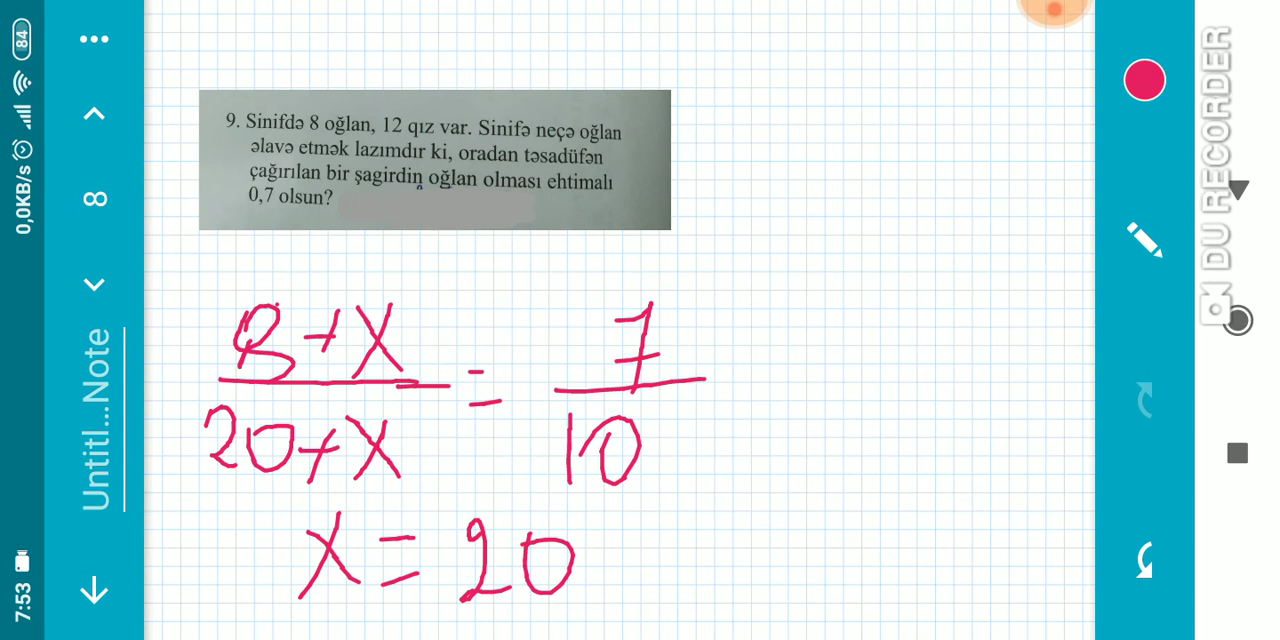 9. Sinifdə 8 oğlan, 12 qız var. Sinifə neçə oğlan
əlavə etmək lazımdır ki, oradan təsadüfən
çağırılan bir şagirdin oğlan olması ehtimalı
0,7 olsun?
8+X
20+X
=
7
10
X = 20
7:53
0,0KB/s
84
Untitl...Note
8
DU RECORDER